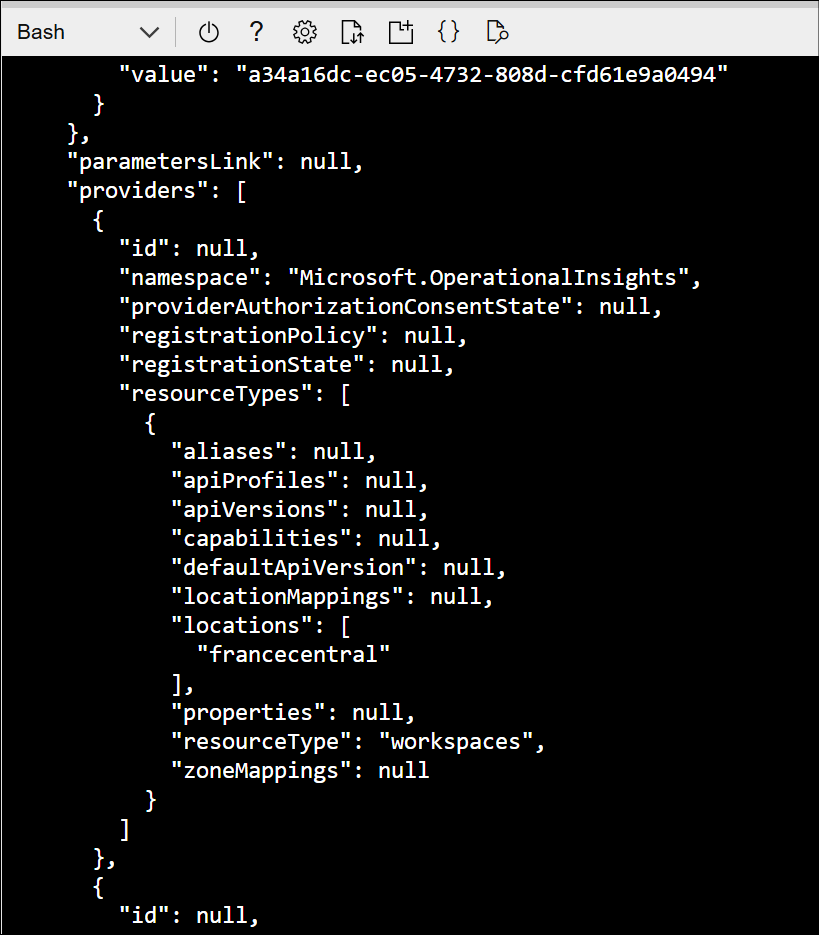 Bash
"value": "a34a16dc-ec05-4732-808d-cfd61e9a0494"
}
},
"parametersLink": null,
"providers": [
{
"id": null,
"namespace": "Microsoft.OperationalInsights",
"providerAuthorizationConsentState": null,
"registrationPolicy": null,
"registrationState": null,
"resourceTypes": [
{
"aliases": null,
"apiProfiles": null,
"apiVersions": null,
"capabilities": null,
"defaultApiVersion": null,
"locationMappings": null,
"locations": [
"francecentral"
],
"properties": null,
"resourceType": "workspaces",
"zoneMappings": null
}
]
},
{
"id": null,